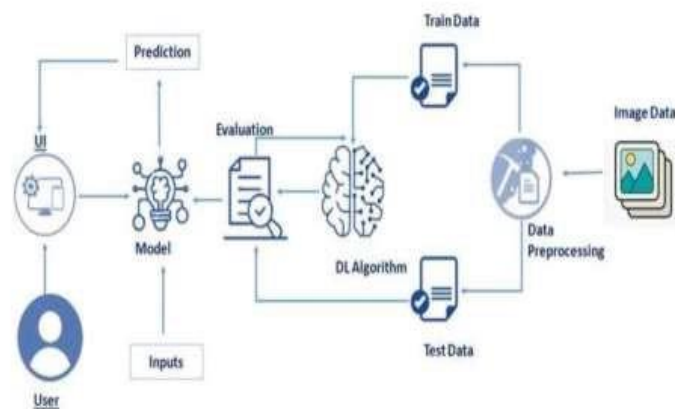 Train Data
Prediction
Image Data
Evaluation
UI
Model
DL Algorithm
Data
Preprocessing
Inputs
Test Data
User